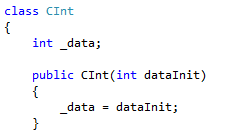 class CInt
{
    int _data;

    public CInt(int dataInit)
    {
        _data = dataInit;
    }